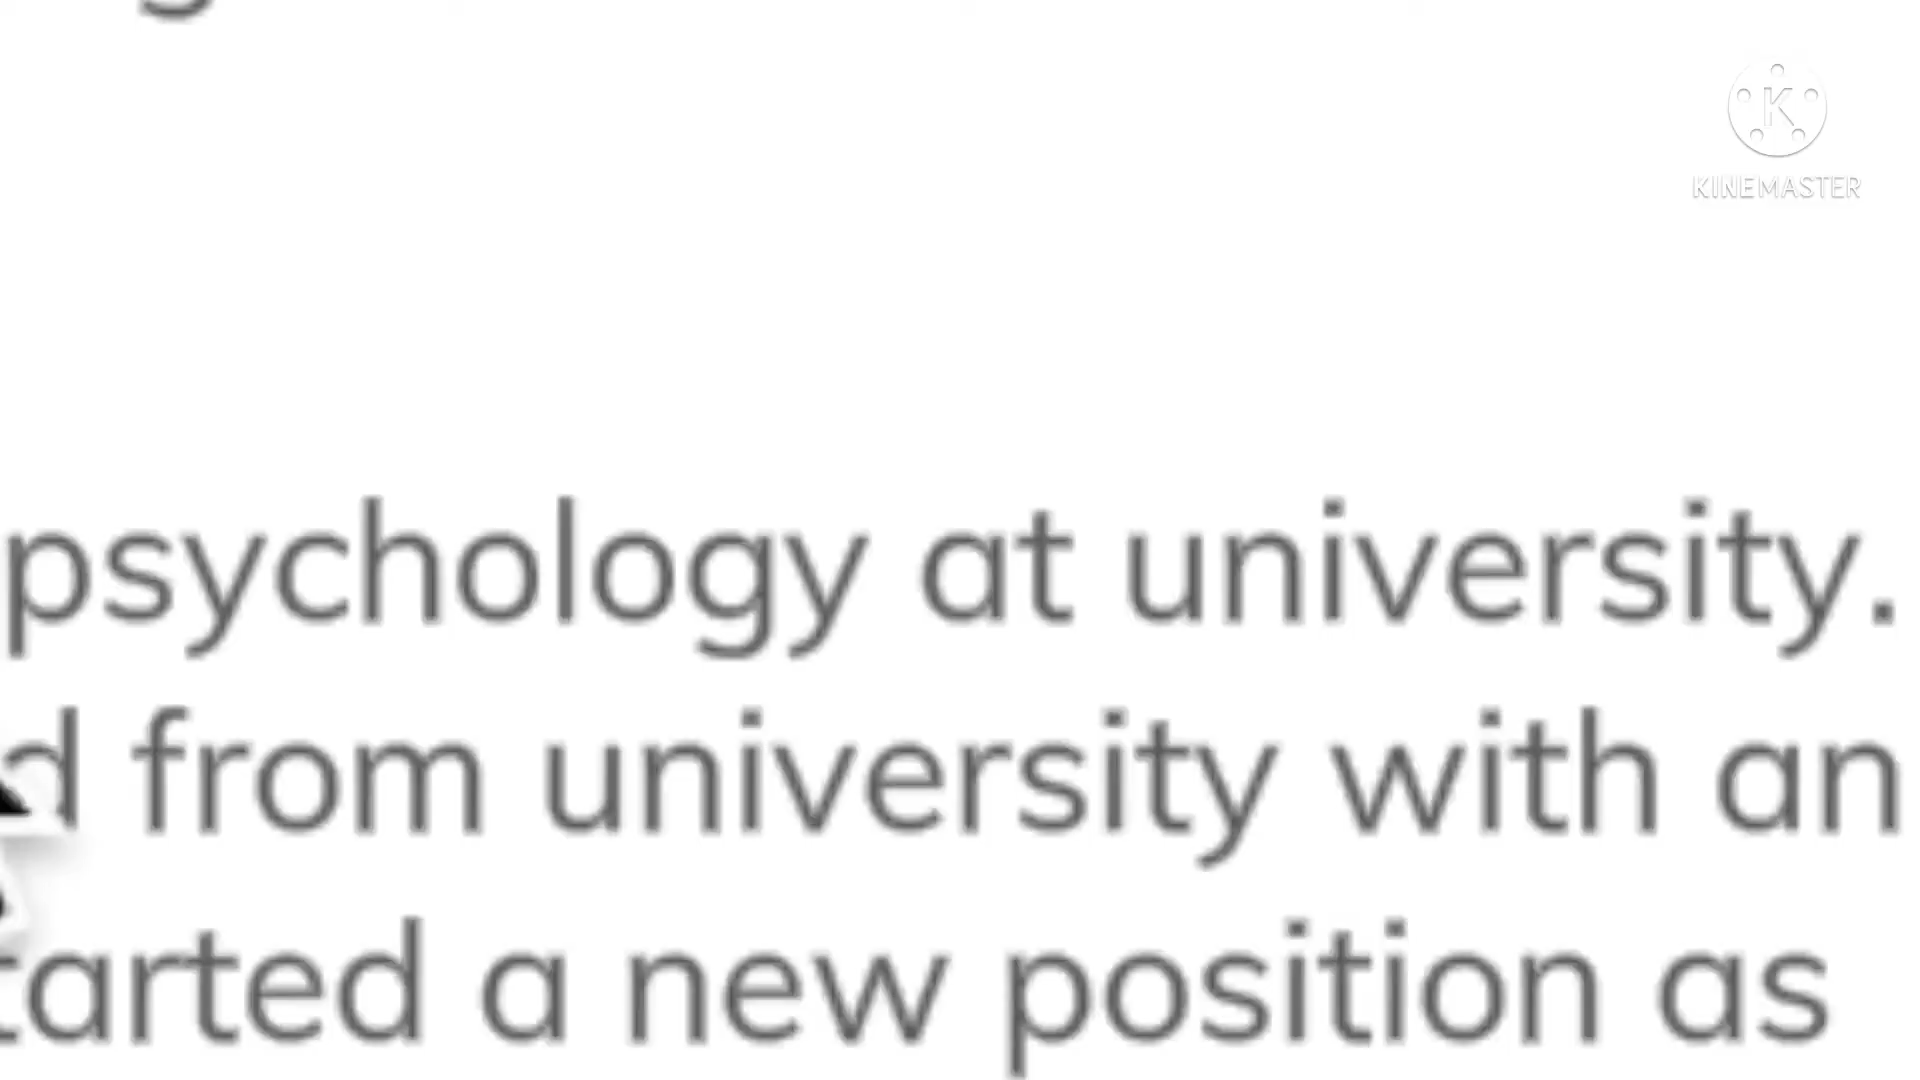 K
KINEMASTER
psychology at university.
from university with an
a new position as